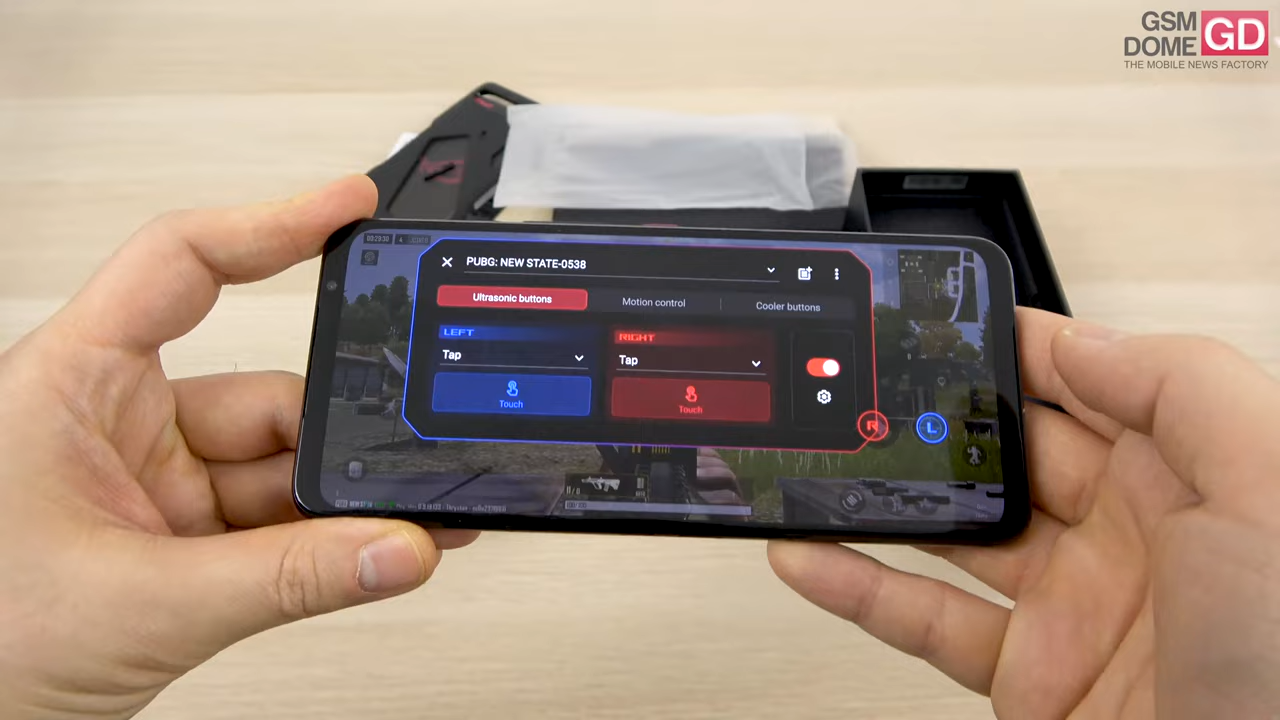 GSM
DOME GD
THE MOBILE NEWS FACTORY
PUBG: NEW STATE-0538
Ultrasonic buttons
Motion control
Cooler buttons
LEFT
RIGHT
Tap
Tap
Touch
Touch
R
L